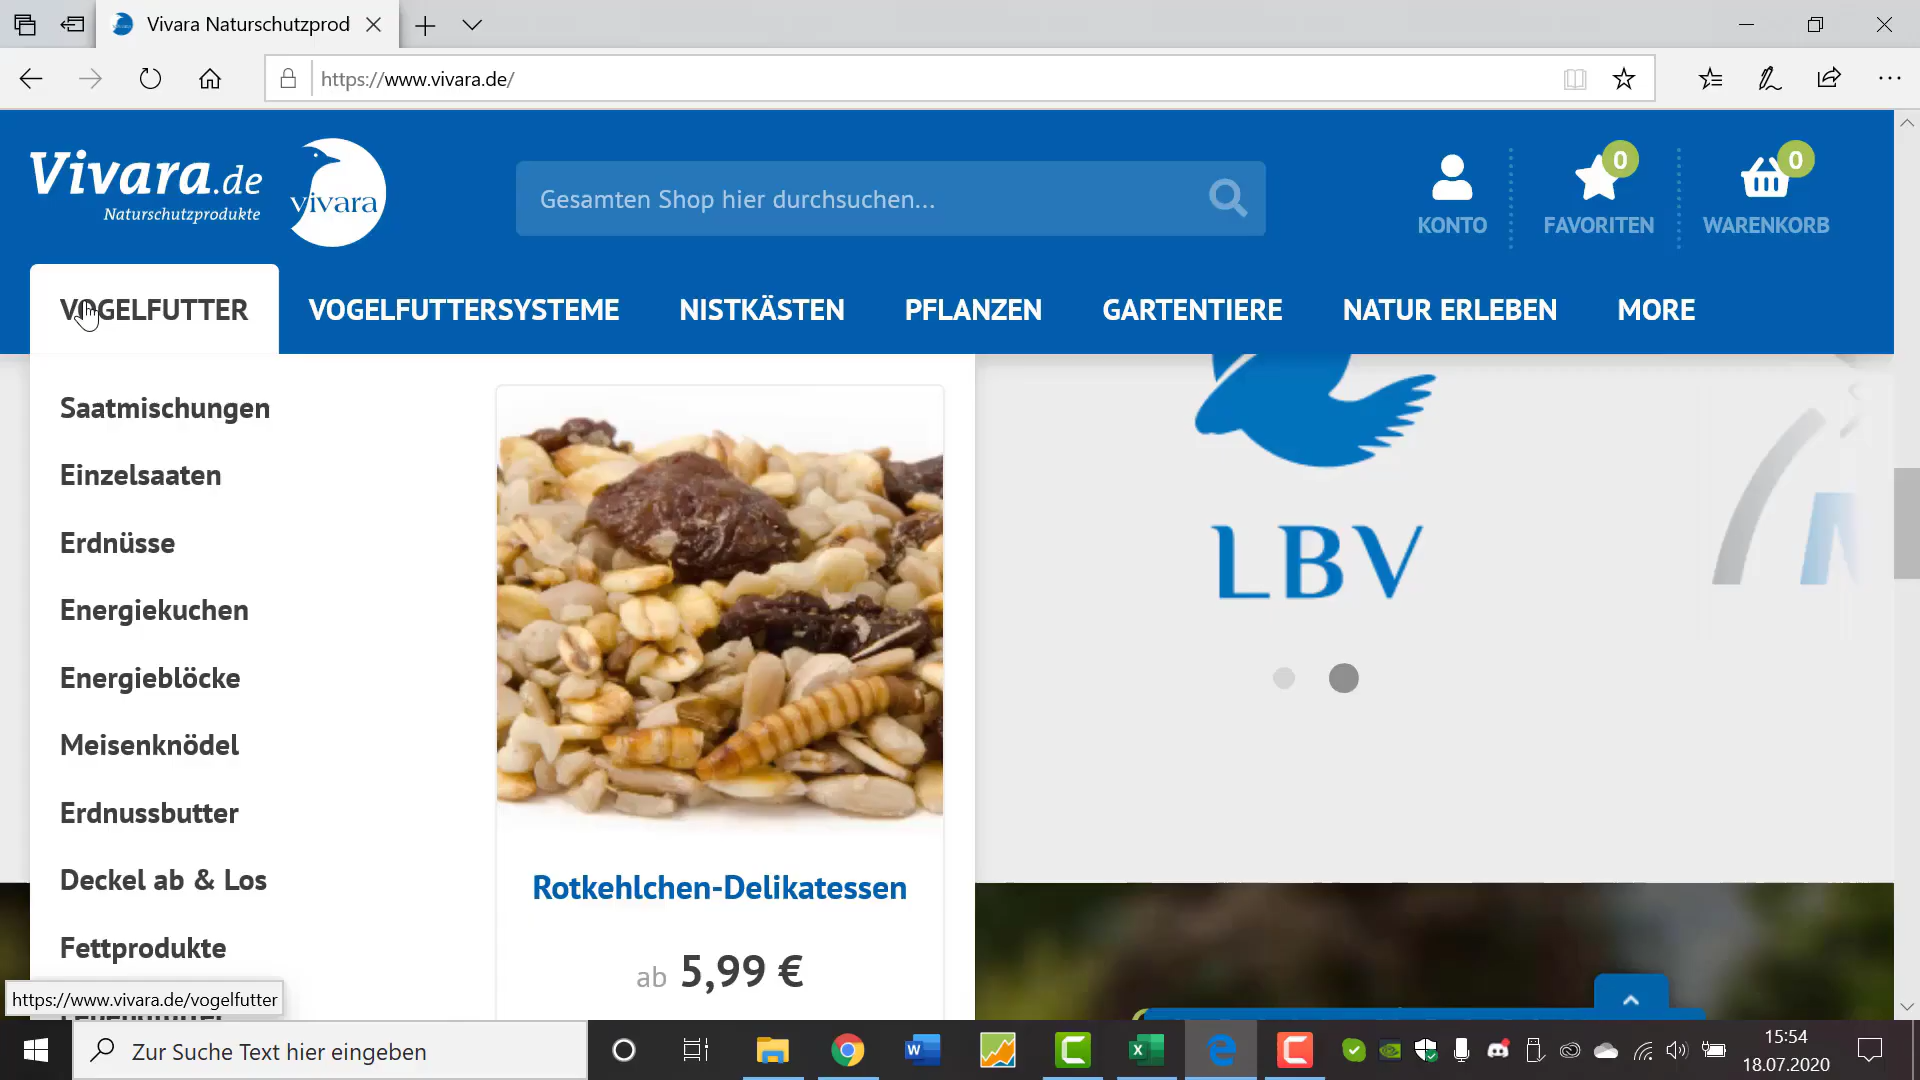 Vivara Naturschutzprod
https://www.vivara.de/
Vivara.de
Naturschutzprodukte
vivara
Gesamten Shop hier durchsuchen...
0
0
KONTO
FAVORITEN
WARENKORB
VOGELFUTTER
VOGELFUTTERSYSTEME
NISTKÄSTEN
PFLANZEN
GARTENTIERE
NATUR ERLEBEN
MORE
Saatmischungen
Einzelsaaten
Erdnüsse
Energiekuchen
Energieblöcke
Meisenknödel
Erdnussbutter
Deckel ab & Los
Fettprodukte
LBV
Rotkehlchen-Delikatessen
ab 5,99 €
https://www.vivara.de/vogelfutter
Zur Suche Text hier eingeben
15:54
18.07.2020